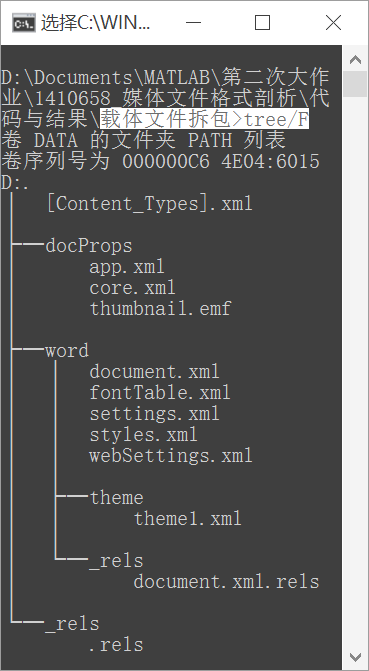 选择C:\WIN...
D:\Documents\MATLAB\第二次大作
业\1410658 媒体文件格式剖析\代
码与结果\载体文件拆包>tree/F
卷 DATA 的文件夹 PATH 列表
卷序列号为 000000C6 4E04:6015
D:.
│  [Content_Types].xml
│
├─docProps
│      app.xml
│      core.xml
│      thumbnail.emf
│
├─word
│  │  document.xml
│  │  fontTable.xml
│  │  settings.xml
│  │  styles.xml
│  │  webSettings.xml
│  │
│  ├─theme
│  │      theme1.xml
│  │
│  └─_rels
│          document.xml.rels
│
└─_rels
        .rels